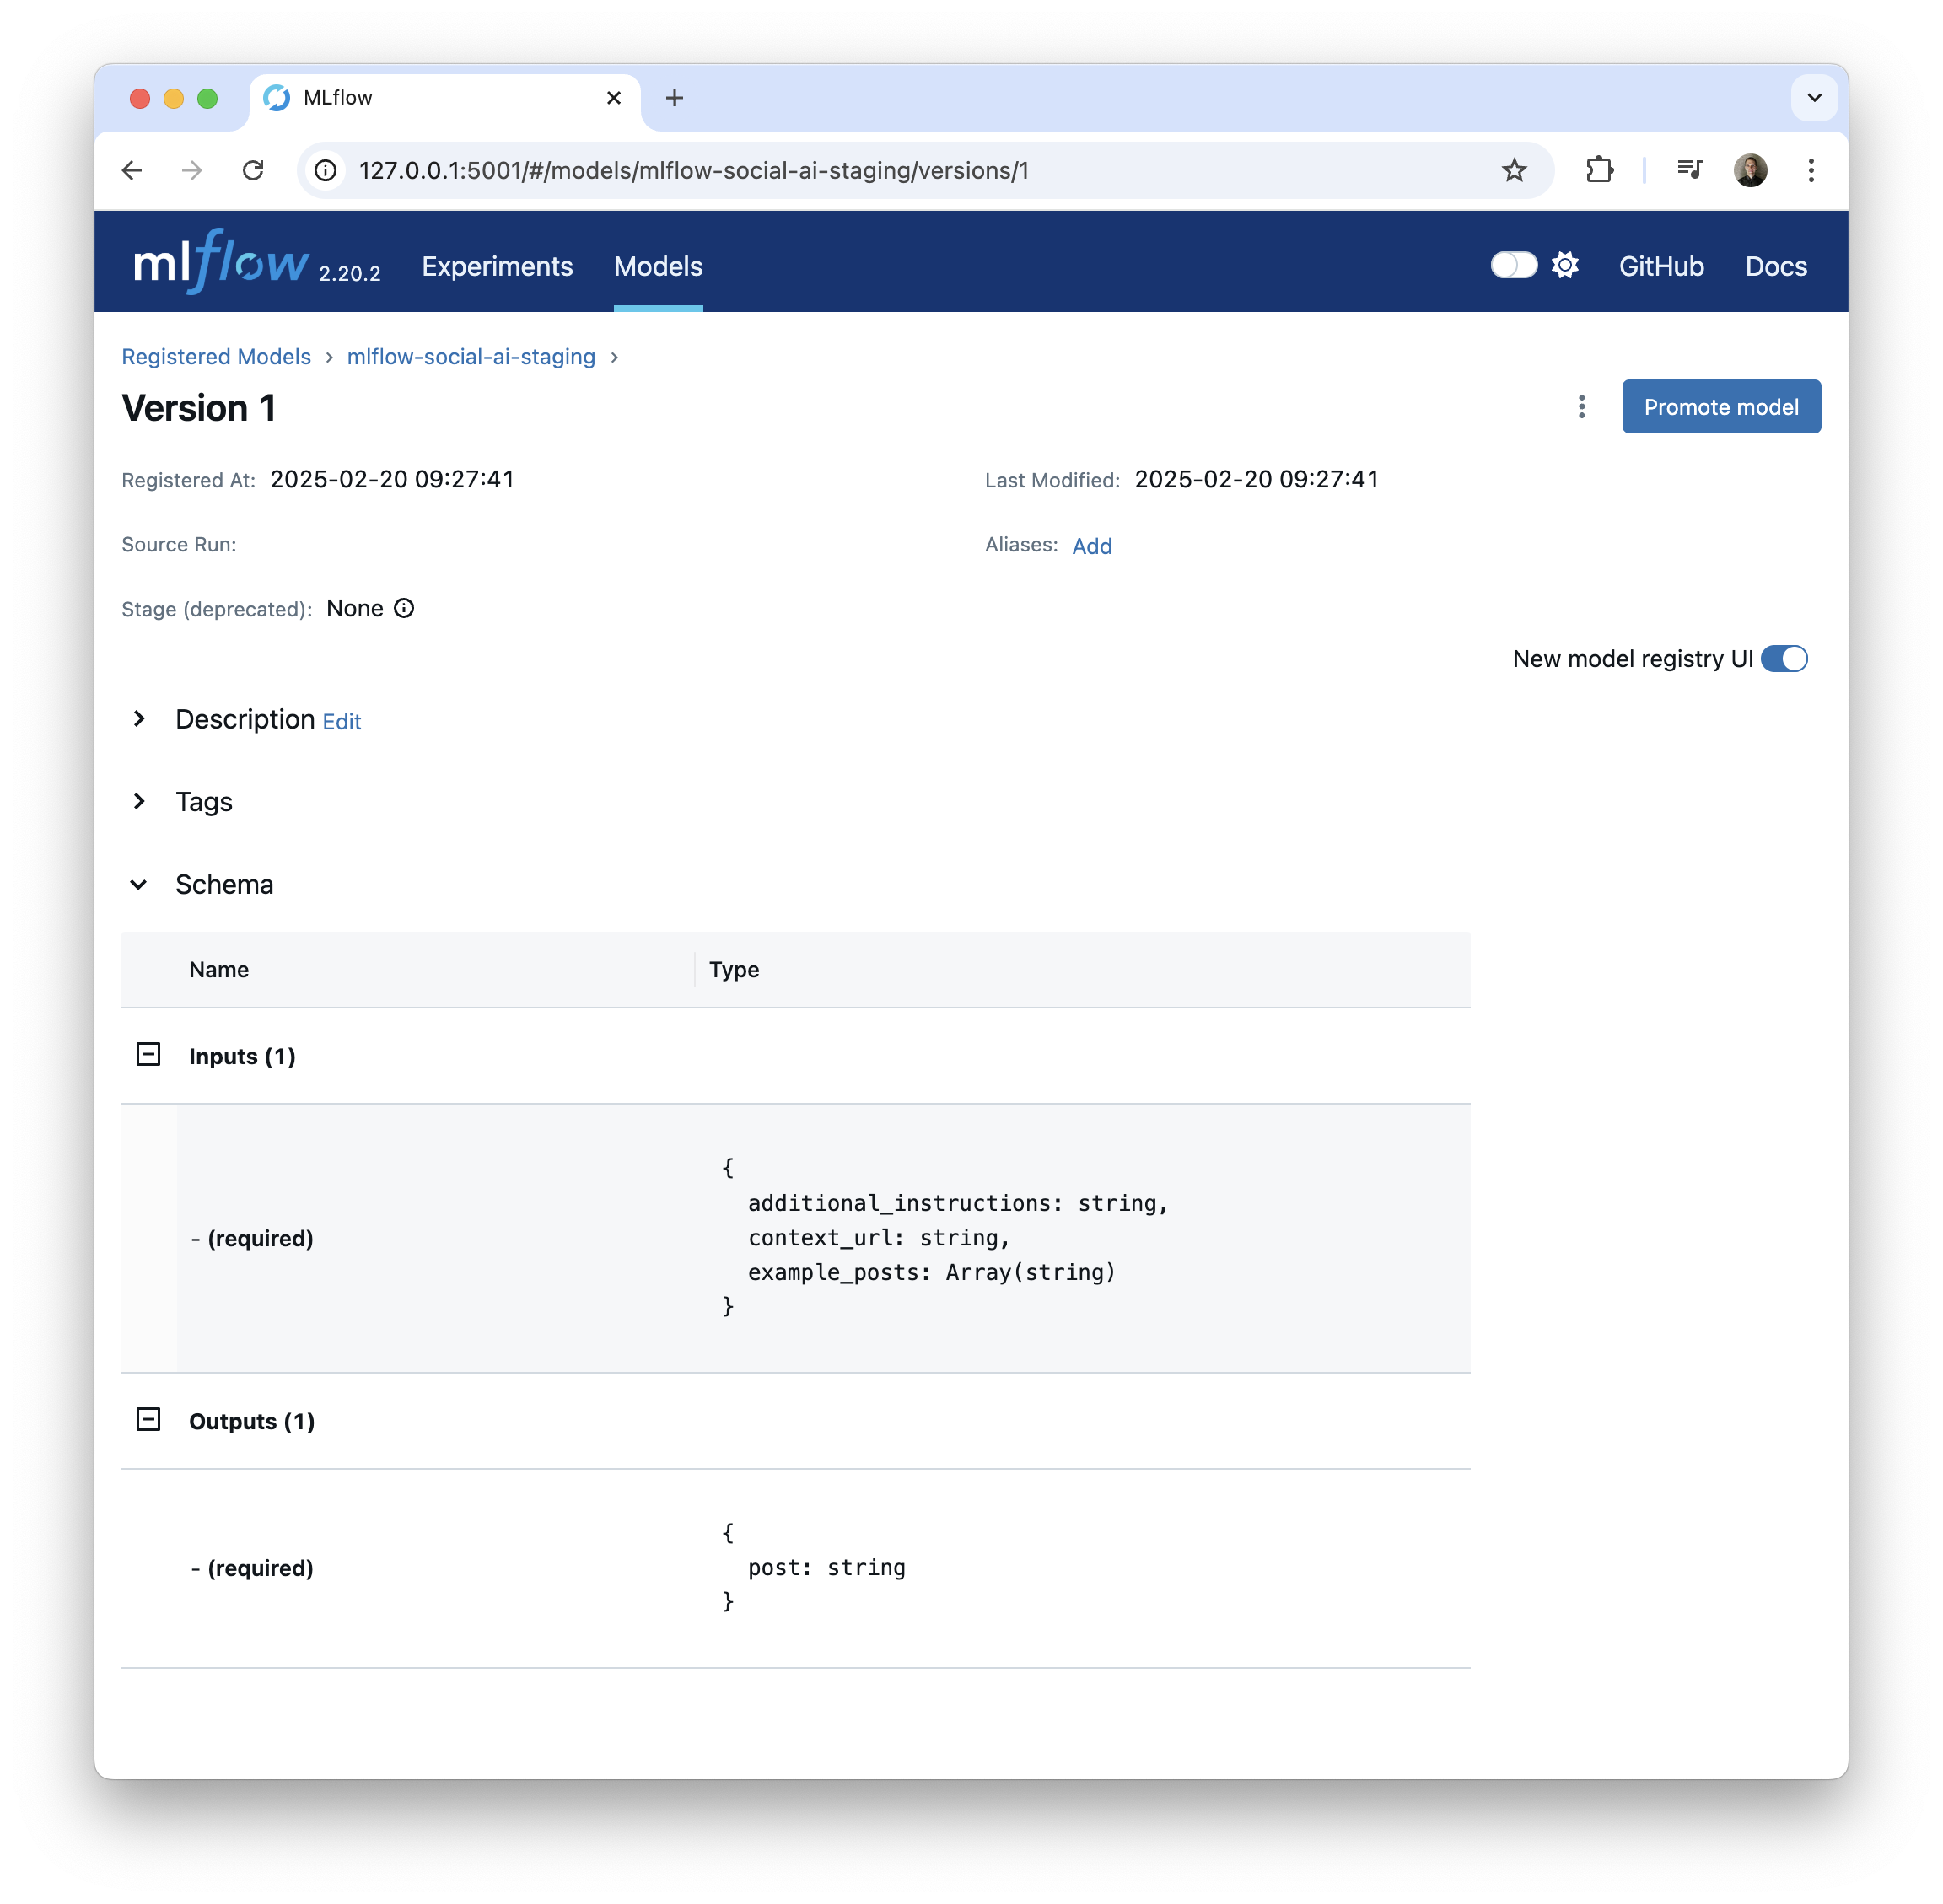 MLflow
127.0.0.1:5001/#/models/mlflow-social-ai-staging/versions/1
mlflow 2.20.2 Experiments Models GitHub Docs
Registered Models › mlflow-social-ai-staging ›
Version 1 Promote model
Registered At: 2025-02-20 09:27:41 Last Modified: 2025-02-20 09:27:41
Source Run: Aliases: Add
Stage (deprecated): None
New model registry UI
Description Edit
Tags
Schema
Name Type
Inputs (1)
- (required)
{
additional_instructions: string,
context_url: string,
example_posts: Array(string)
}
Outputs (1)
- (required)
{
post: string
}